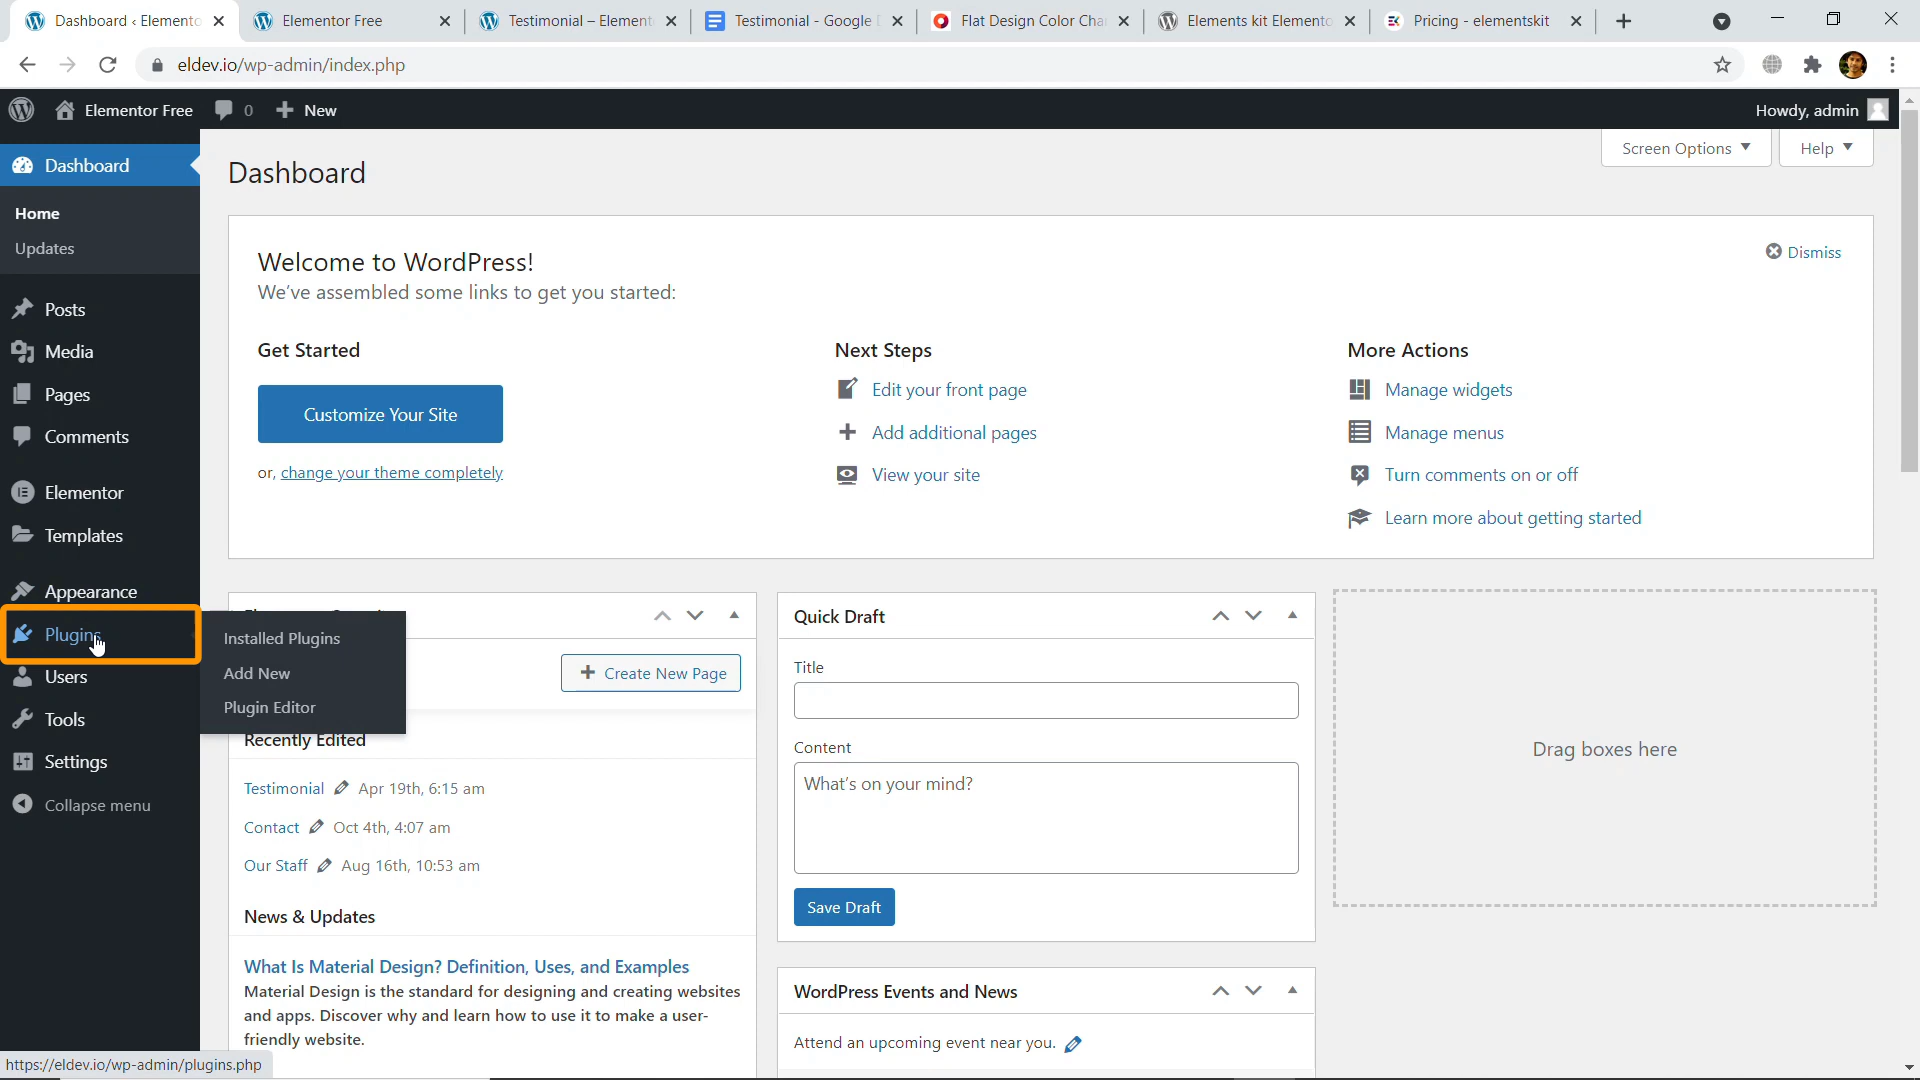 Dashboard ‹ Elemento
Elementor Free
Testimonial – Element
Testimonial - Google
Flat Design Color Cha
Elements kit Elemento
Pricing - elementskit
eldev.io/wp-admin/index.php
Elementor Free
0
New
Howdy, admin
Screen Options
Help
Dashboard
Home
Updates
Posts
Media
Pages
Comments
Elementor
Templates
Appearance
Plugins
Users
Tools
Settings
Collapse menu
Installed Plugins
Add New
Plugin Editor
Dashboard
Welcome to WordPress!
We've assembled some links to get you started:
Dismiss
Get Started
Customize Your Site
or, change your theme completely
Next Steps
Edit your front page
Add additional pages
View your site
More Actions
Manage widgets
Manage menus
Turn comments on or off
Learn more about getting started
Create New Page
Recently Edited
Testimonial Apr 19th, 6:15 am
Contact Oct 4th, 4:07 am
Our Staff Aug 16th, 10:53 am
News & Updates
What Is Material Design? Definition, Uses, and Examples
Material Design is the standard for designing and creating websites
and apps. Discover why and learn how to use it to make a user-
friendly website.
Quick Draft
Title
Content
What's on your mind?
Save Draft
WordPress Events and News
Attend an upcoming event near you.
Drag boxes here
https://eldev.io/wp-admin/plugins.php